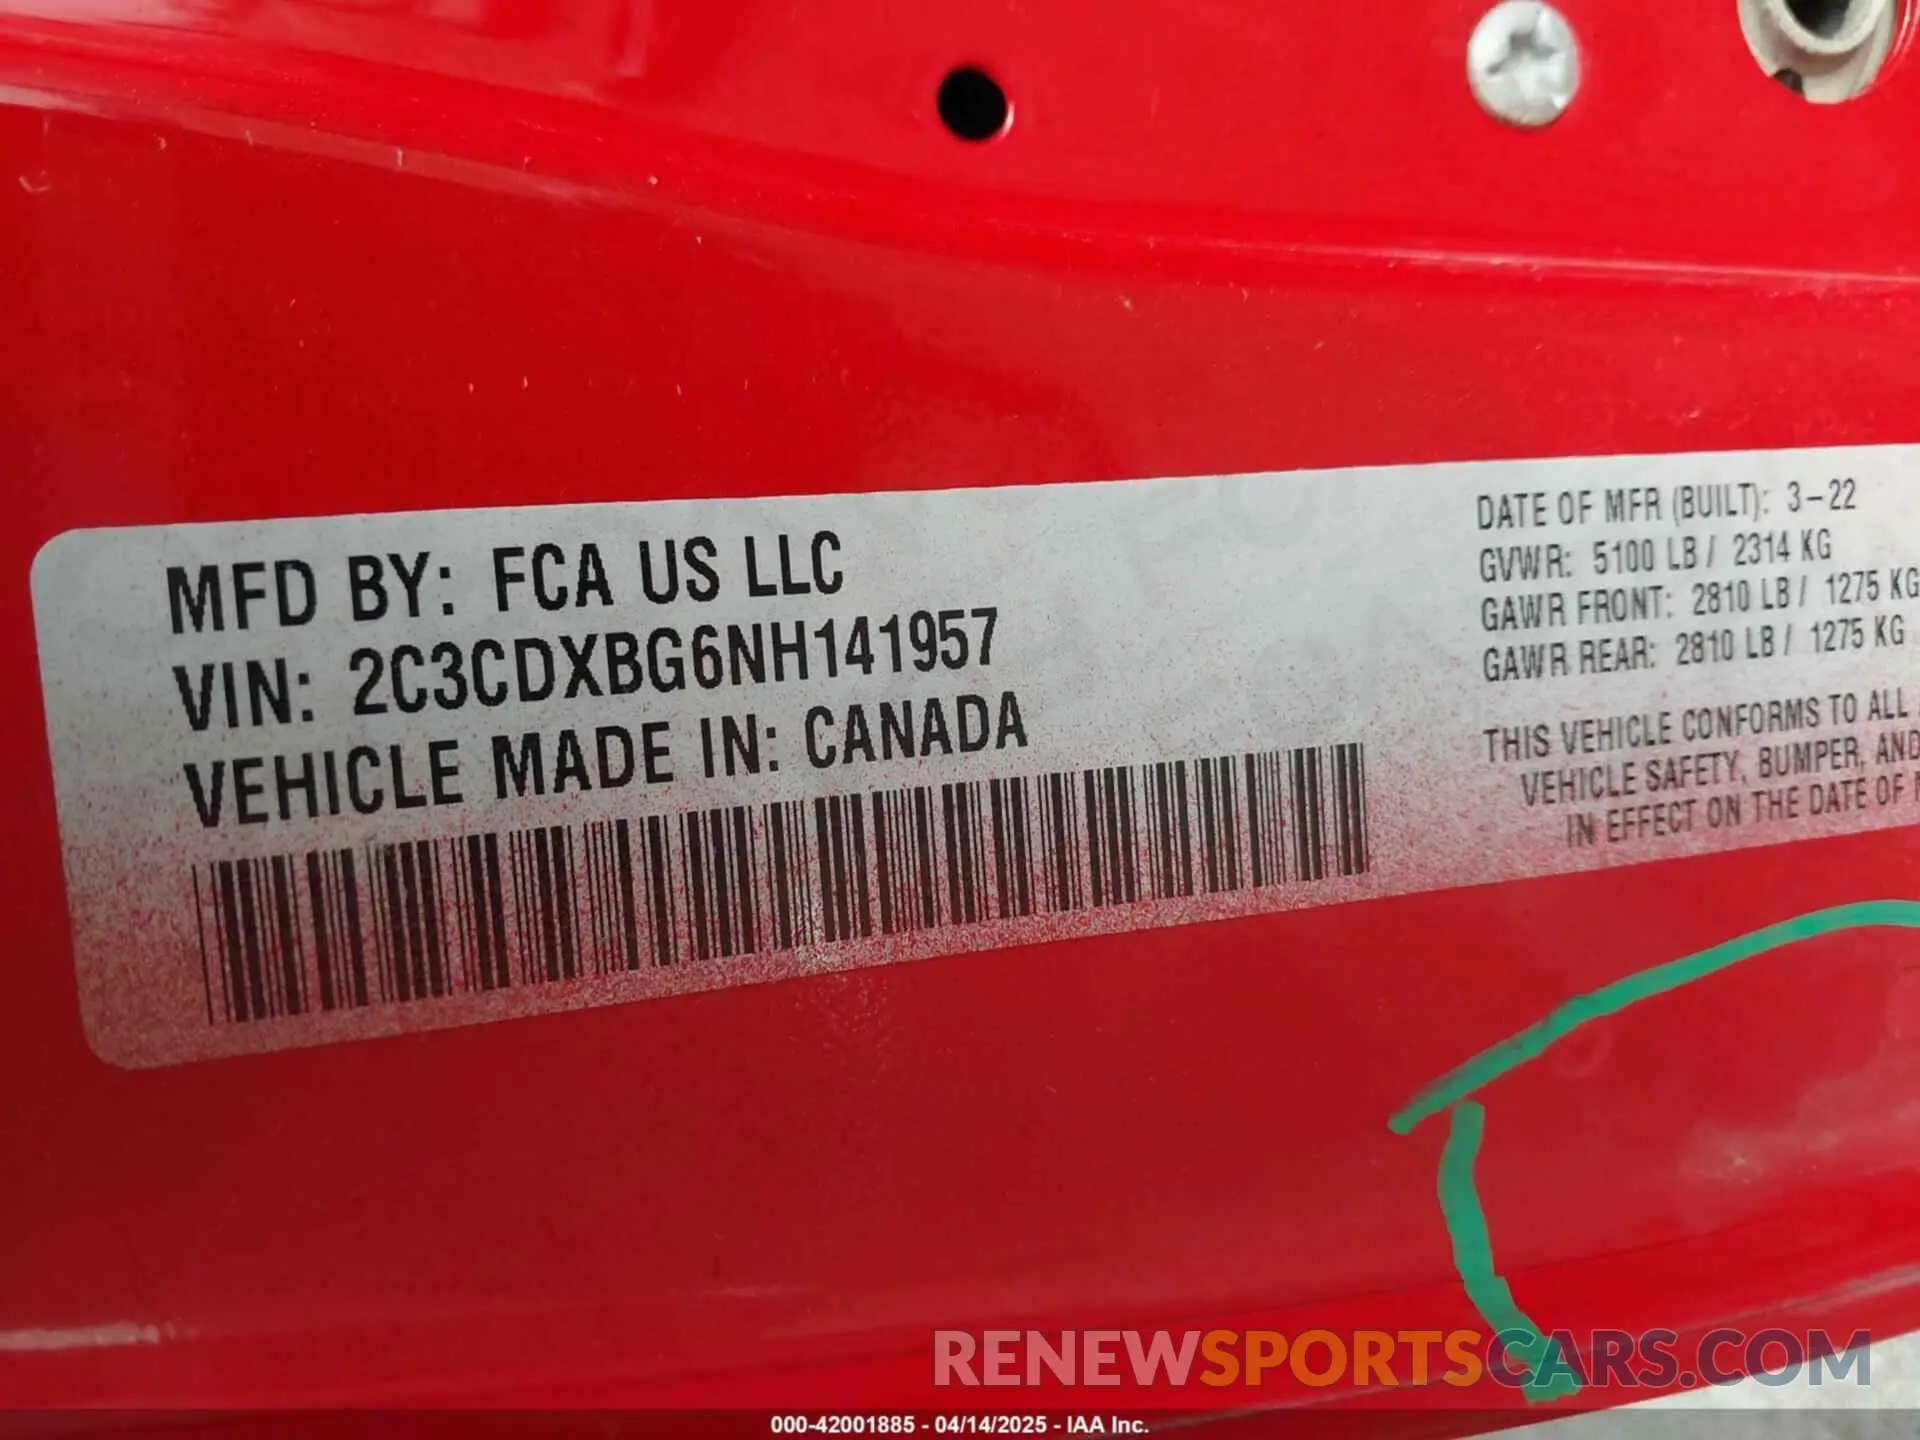 MFD BY: FCA US LLC
VIN: 2C3CDXBG6NH141957
VEHICLE MADE IN: CANADA
DATE OF MFR (BUILT): 3-22
GVWR: 5100 LB / 2314 KG
GAWR FRONT: 2810 LB / 1275 KG
GAWR REAR: 2810 LB / 1275 KG
THIS VEHICLE CONFORMS TO ALL
VEHICLE SAFETY, BUMPER, AND
IN EFFECT ON THE DATE OF
RENEWSPORTSCARS.COM
000-42001885 - 04/14/2025 - IAA Inc.